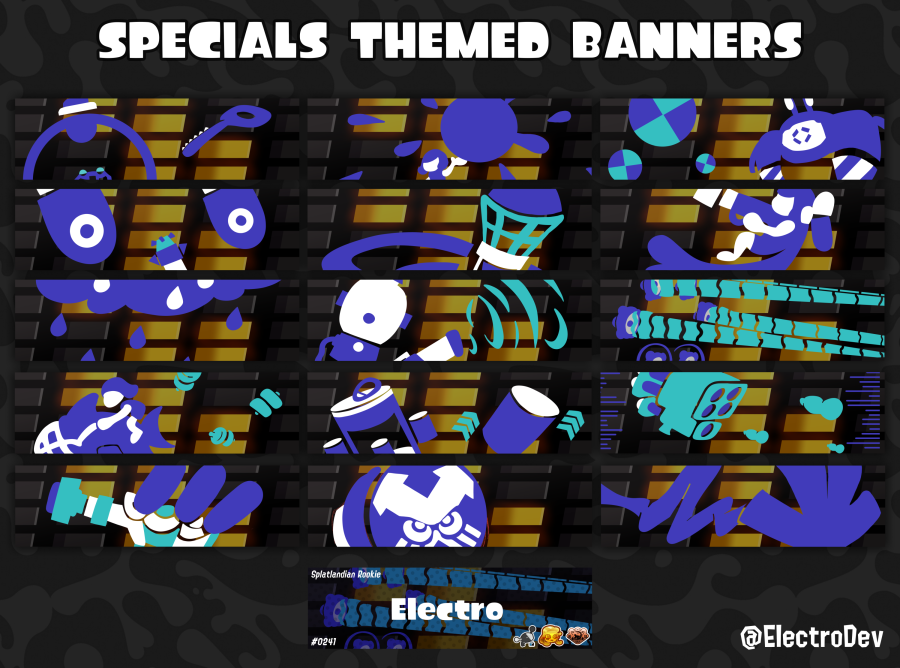 SPECIALS THEMED BANNERS
Splatlandian Rookie
Electro
#0241
@ElectroDev